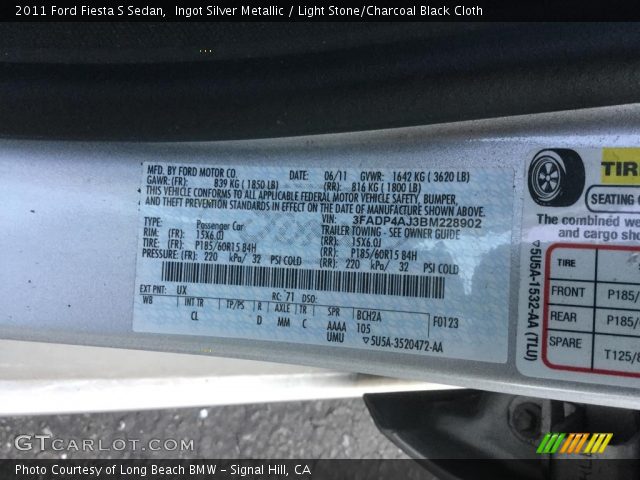 2011 Ford Fiesta S Sedan,  Ingot Silver Metallic / Light Stone/Charcoal Black Cloth
MFD. BY FORD MOTOR CO.
DATE: 06/11 GVWR: 1642 KG ( 3620 LB)
GAWR: (FR): 839 KG ( 1850 LB) (RR): 816 KG ( 1800 LB)
THIS VEHICLE CONFORMS TO ALL APPLICABLE FEDERAL MOTOR VEHICLE SAFETY, BUMPER,
AND THEFT PREVENTION STANDARDS IN EFFECT ON THE DATE OF MANUFACTURE SHOWN ABOVE.
VIN: 3FADP4AJ3BM228902
TYPE: Passenger Car TRAILER TOWING - SEE OWNER GUIDE
RIM: (FR): 15X6.0J (RR): 15X6.0J
TIRE: (FR): P185/60R15 84H (RR): P185/60R15 84H
PRESSURE: (FR): 220 kPa/ 32 PSI COLD (RR): 220 kPa/ 32 PSI COLD
EXT PNT: UX RC: 71 DSO:
WB INT TR TP/PS R AXLE TR SPR BCH2A F0123
CL D MM C AAAA 105
UMU ▽5U5A-3520472-AA
TIR
SEATING
The combined we
and cargo sho
TIRE
FRONT P185/
REAR P185/
SPARE T125/8
▽5U5A-1532-AA (TLU)
GTCARLOT.COM
Photo Courtesy of Long Beach BMW - Signal Hill, CA